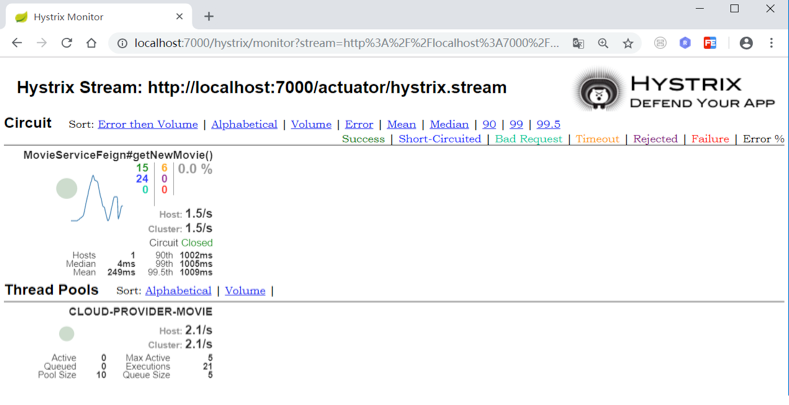 Hystrix Monitor
localhost:7000/hystrix/monitor?stream=http%3A%2F%2Flocalhost%3A7000%2F...
Hystrix Stream: http://localhost:7000/actuator/hystrix.stream
HYSTRIX
DEFEND YOUR APP
Circuit Sort: Error then Volume | Alphabetical | Volume | Error | Mean | Median | 90 | 99 | 99.5
Success | Short-Circuited | Bad Request | Timeout | Rejected | Failure | Error %
MovieServiceFeign#getNewMovie()
15 6 0.0 %
24 0
0 0
Host: 1.5/s
Cluster: 1.5/s
Circuit Closed
Hosts 1 90th 1002ms
Median 4ms 99th 1005ms
Mean 249ms 99.5th 1009ms
Thread Pools Sort: Alphabetical | Volume |
CLOUD-PROVIDER-MOVIE
Host: 2.1/s
Cluster: 2.1/s
Active 0 Max Active 5
Queued 0 Executions 21
Pool Size 10 Queue Size 5